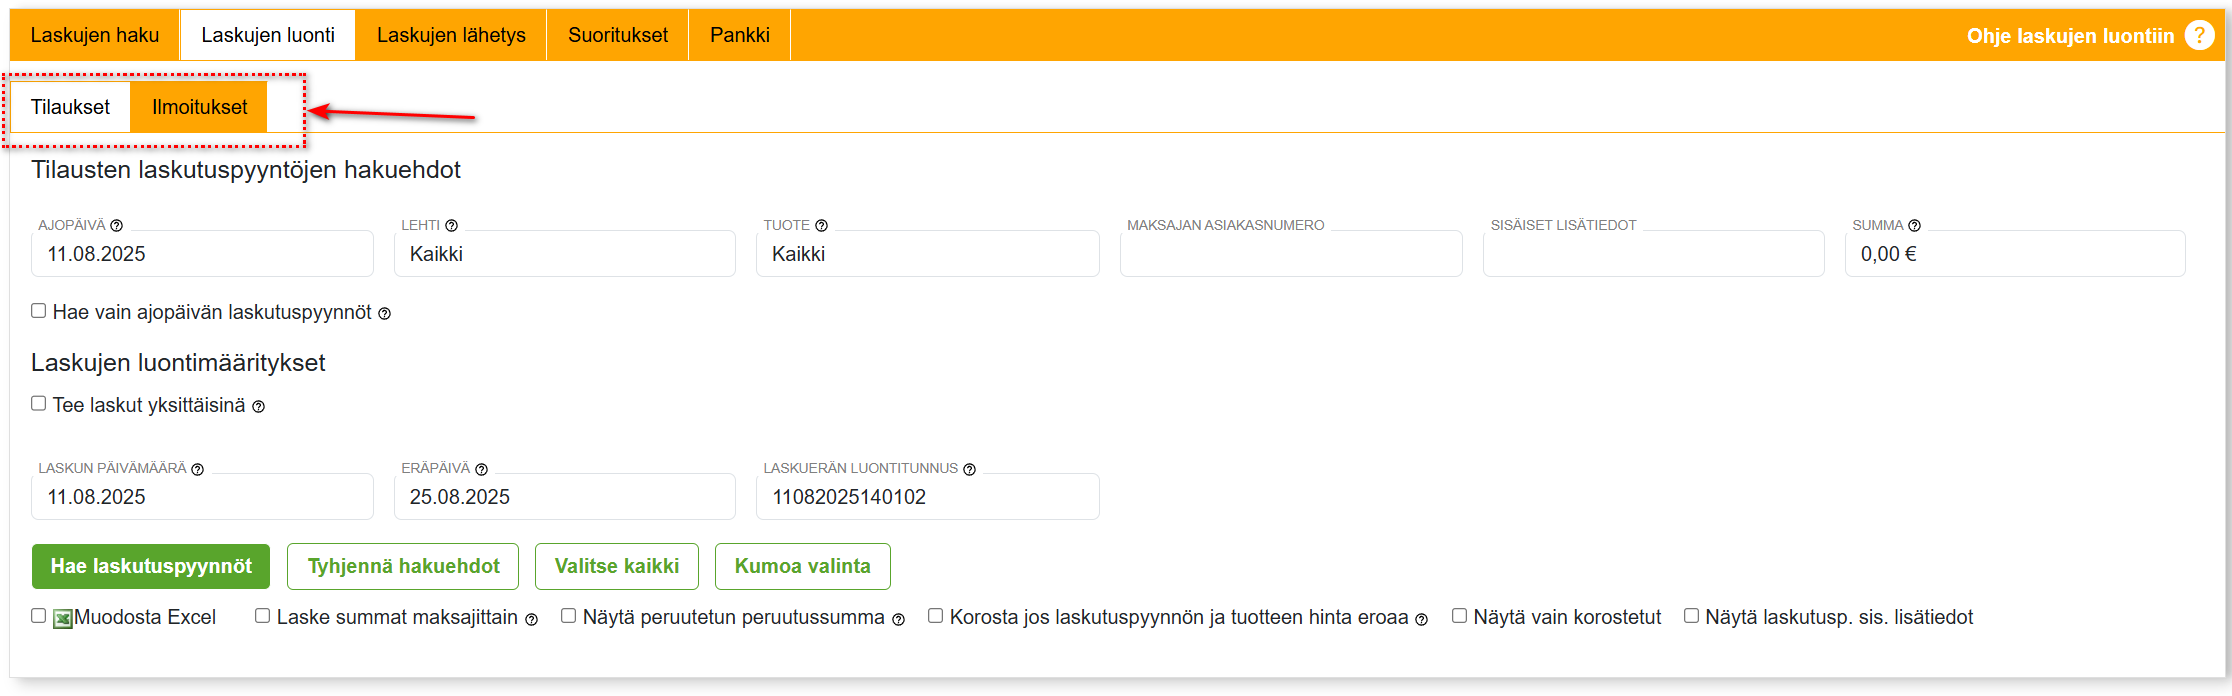 Laskujen haku Laskujen luonti Laskujen lähetys Suoritukset Pankki Ohje laskujen luontiin ?
Tilaukset Ilmoitukset
Tilausten laskutuspyyntöjen hakuehdot
AJOPÄIVÄ ? LEHTI ? TUOTE ? MAKSAJAN ASIAKASNUMERO SISÄISET LISÄTIEDOT SUMMA ?
11.08.2025 Kaikki Kaikki 0,00 €
Hae vain ajopäivän laskutuspyynnöt ?
Laskujen luontimääritykset
Tee laskut yksittäisinä ?
LASKUN PÄIVÄMÄÄRÄ ? ERÄPÄIVÄ ? LASKUERÄN LUONTITUNNUS ?
11.08.2025 25.08.2025 11082025140102
Hae laskutuspyynnöt Tyhjennä hakuehdot Valitse kaikki Kumoa valinta
Muodosta Excel Laske summat maksajittain ? Näytä peruutetun peruutussumma ? Korosta jos laskutuspyynnön ja tuotteen hinta eroaa ? Näytä vain korostetut Näytä laskutusp. sis. lisätiedot